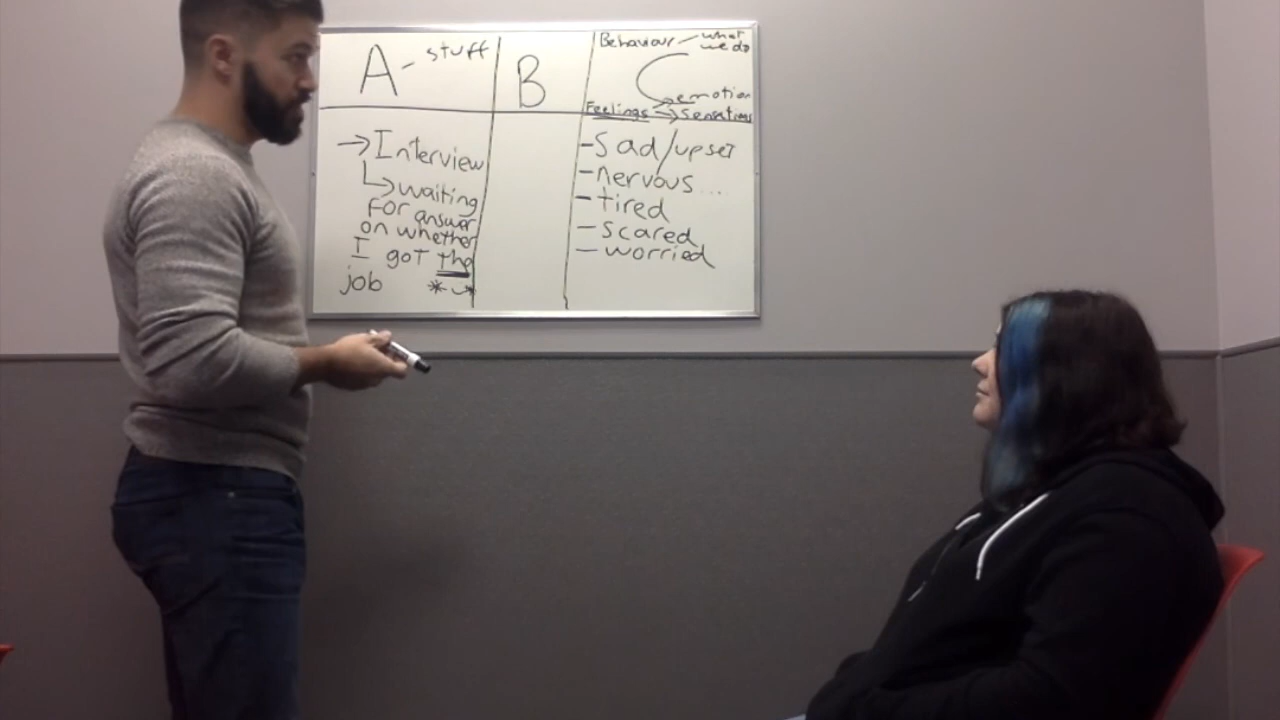 A - stuff
B
Behaviour - what
we do
emotion
Feelings sensations
→ Interview
↳ waiting
for answer
on whether
I got the
job * ~ *
- Sad/upset
- nervous...
- tired
- scared
- worried